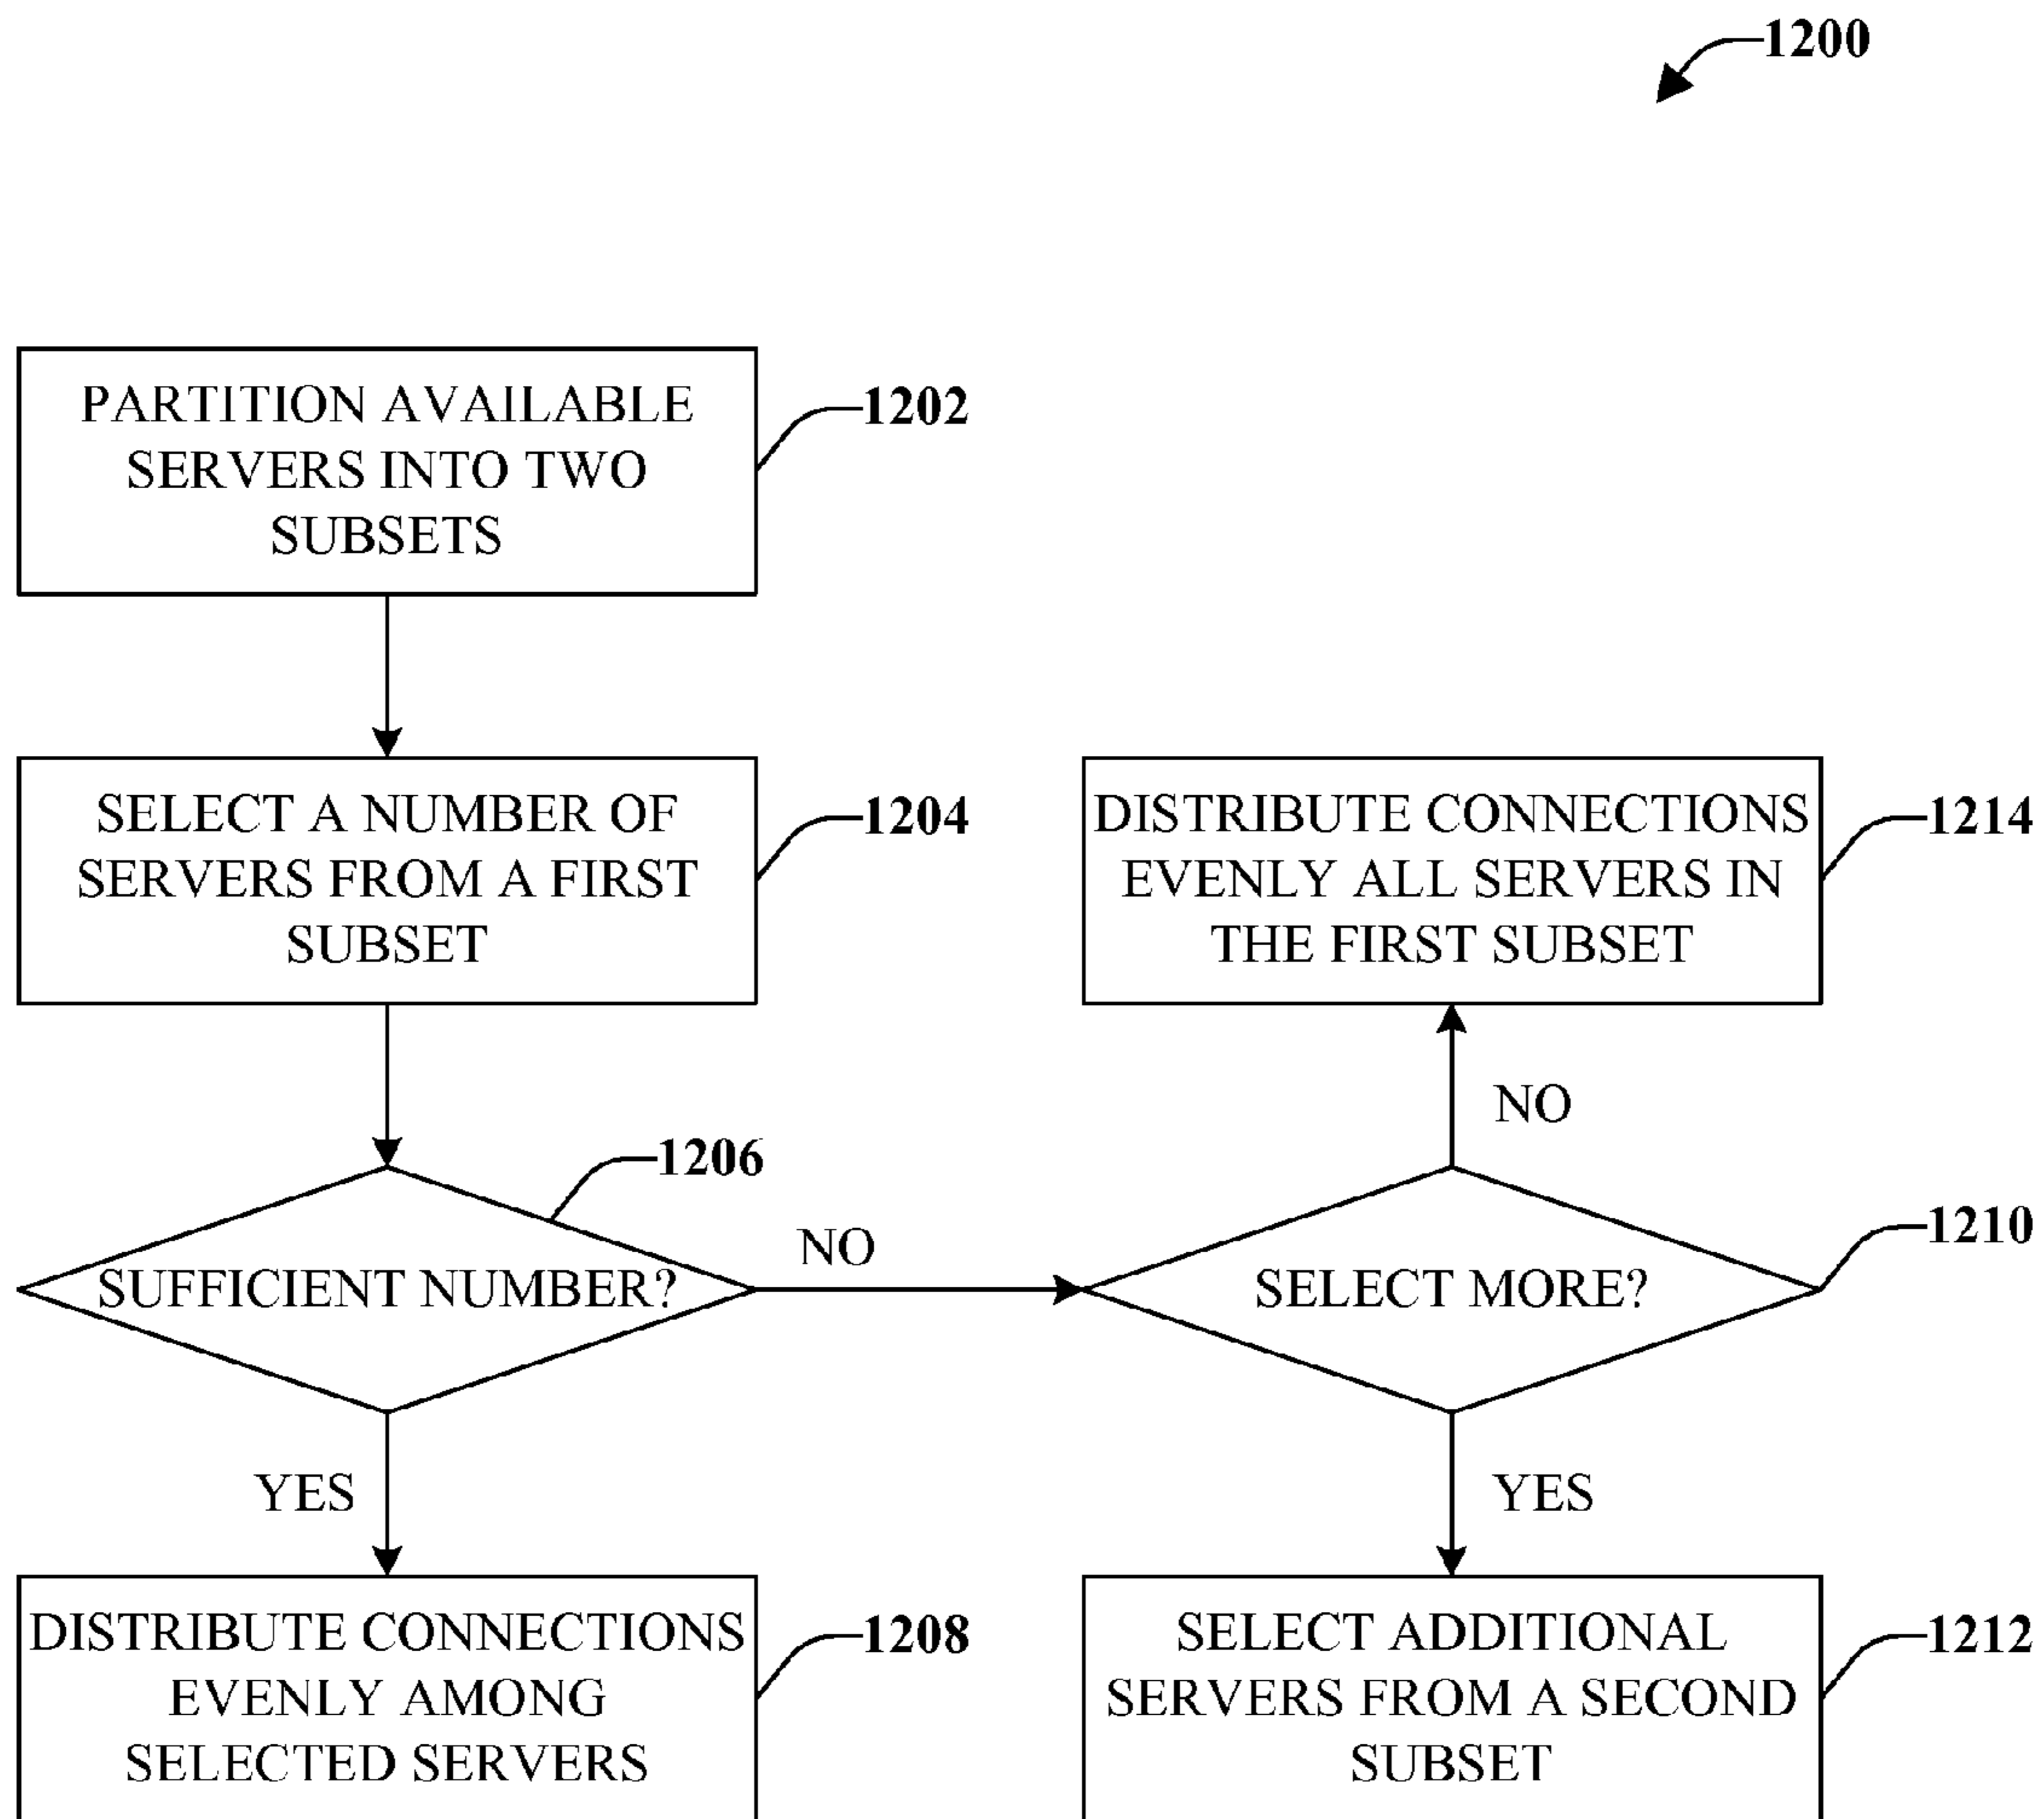 1200
PARTITION AVAILABLE
SERVERS INTO TWO
SUBSETS
1202
SELECT A NUMBER OF
SERVERS FROM A FIRST
SUBSET
1204
DISTRIBUTE CONNECTIONS
EVENLY ALL SERVERS IN
THE FIRST SUBSET
1214
NO
1206
SUFFICIENT NUMBER?
NO
SELECT MORE?
1210
YES
YES
DISTRIBUTE CONNECTIONS
EVENLY AMONG
SELECTED SERVERS
1208
SELECT ADDITIONAL
SERVERS FROM A SECOND
SUBSET
1212